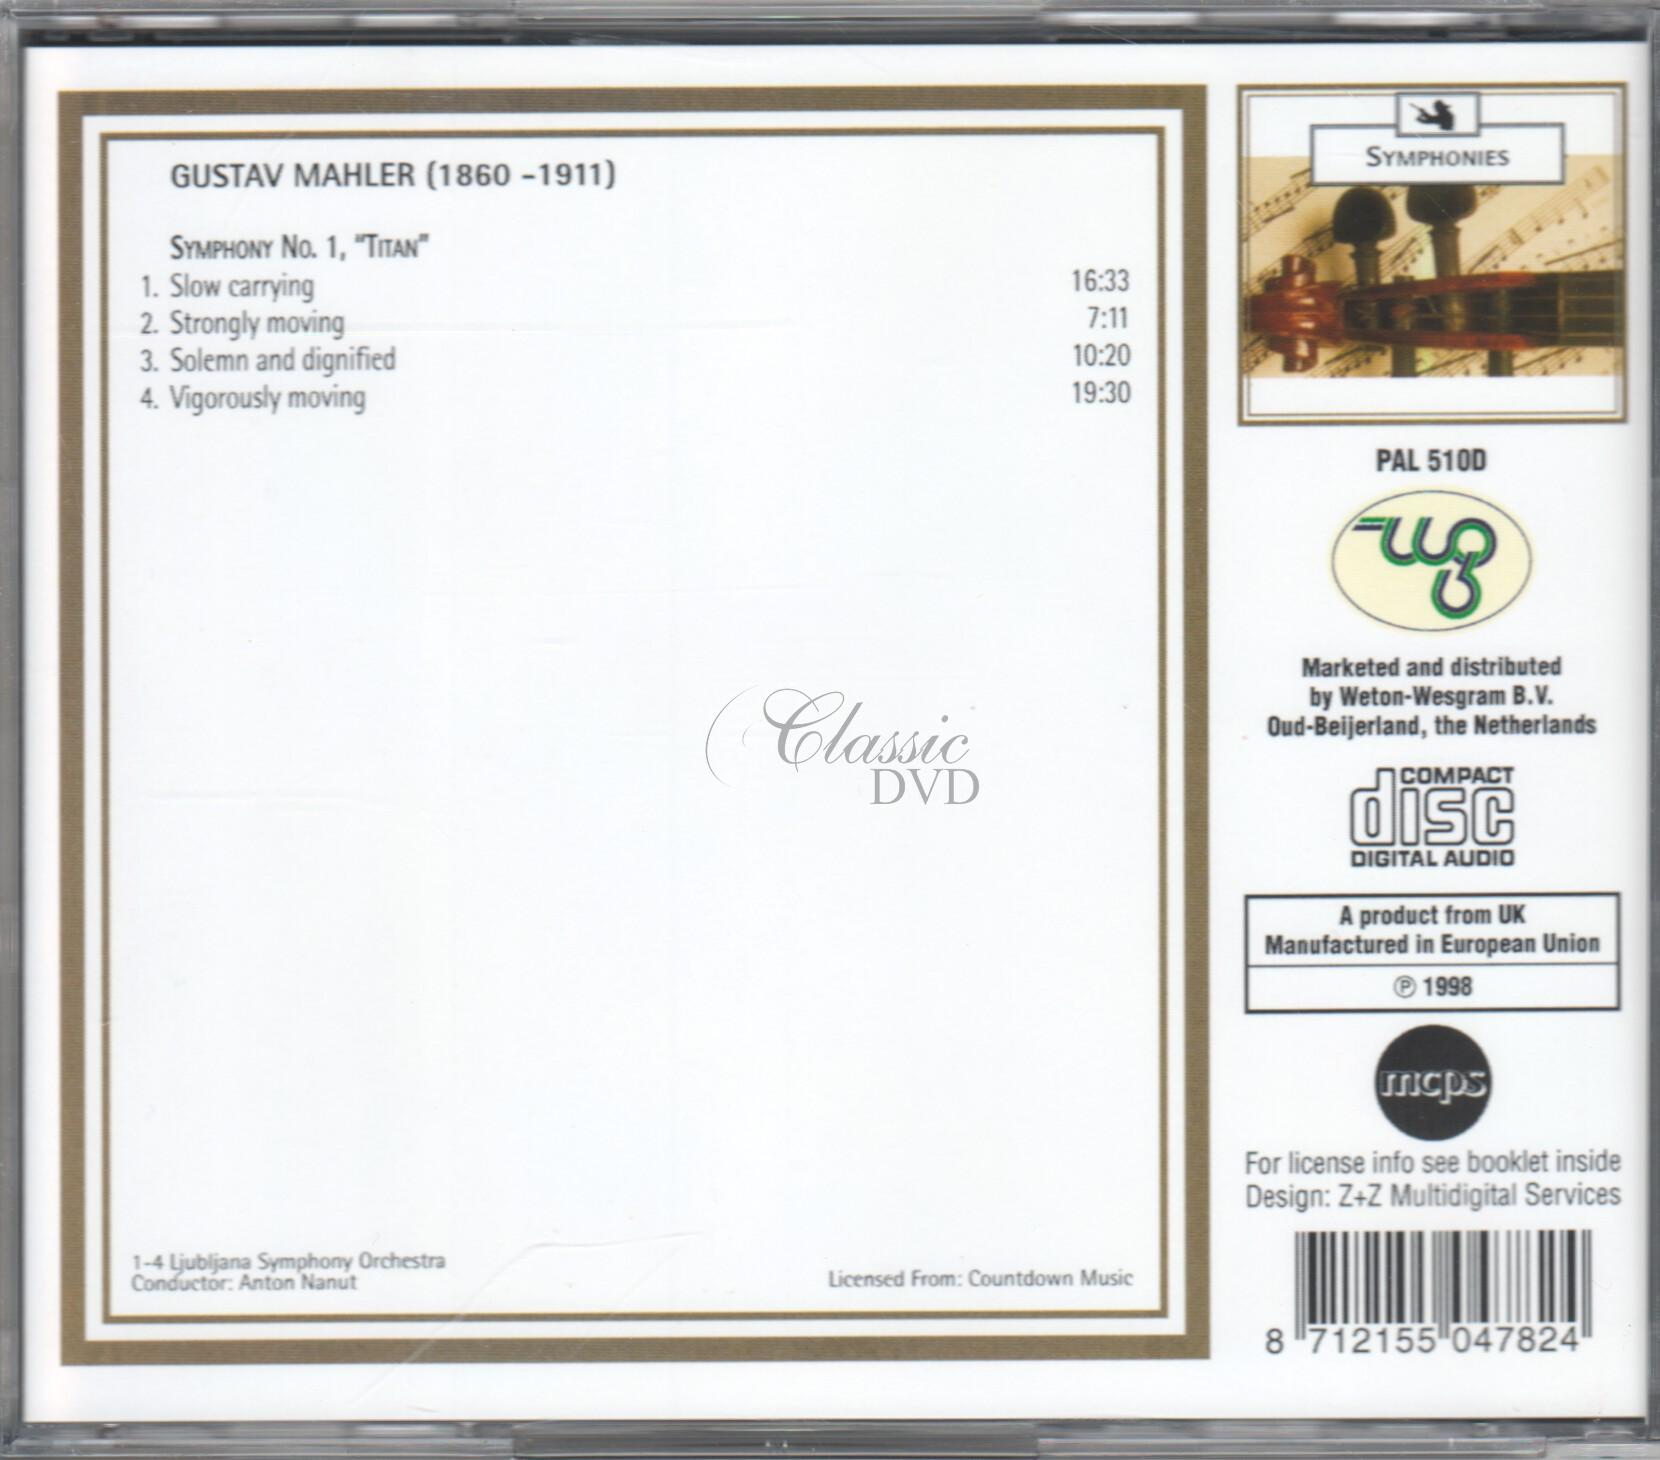 GUSTAV MAHLER (1860 -1911)
SYMPHONY NO. 1, "TITAN"
1. Slow carrying 16:33
2. Strongly moving 7:11
3. Solemn and dignified 10:20
4. Vigorously moving 19:30
Classic
DVD
1-4 Ljubljana Symphony Orchestra
Conductor: Anton Nanut
Licensed From: Countdown Music
SYMPHONIES
PAL 510D
Marketed and distributed
by Weton-Wesgram B.V.
Oud-Beijerland, the Netherlands
COMPACT
disc
DIGITAL AUDIO
A product from UK
Manufactured in European Union
℗ 1998
mcps
For license info see booklet inside
Design: Z+Z Multidigital Services
8 712155 047824